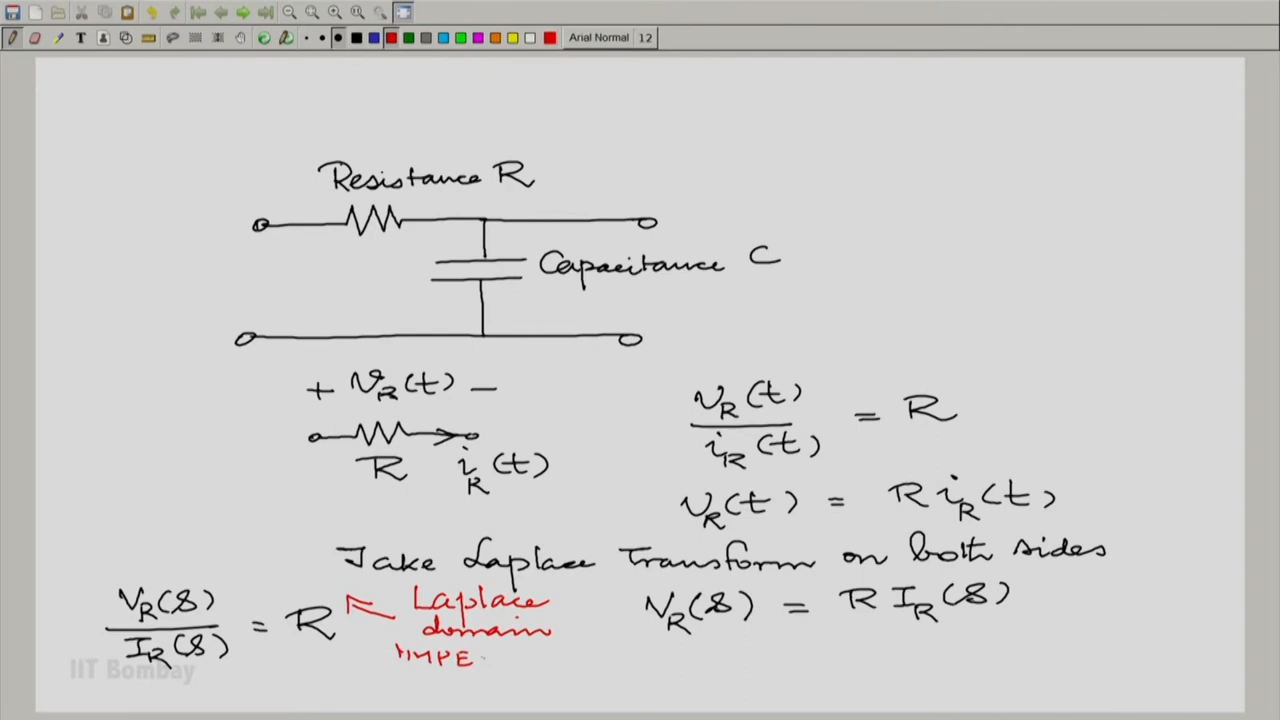 Arial Normal 12
Resistance R
Capacitance C
+ v_R(t) −
R i_R(t)
v_R(t) / i_R(t) = R
v_R(t) = R i_R(t)
Take Laplace Transform on both sides
V_R(s) = R I_R(s)
V_R(s) / I_R(s) = R
Laplace
domain
"IMPE
IIT Bombay